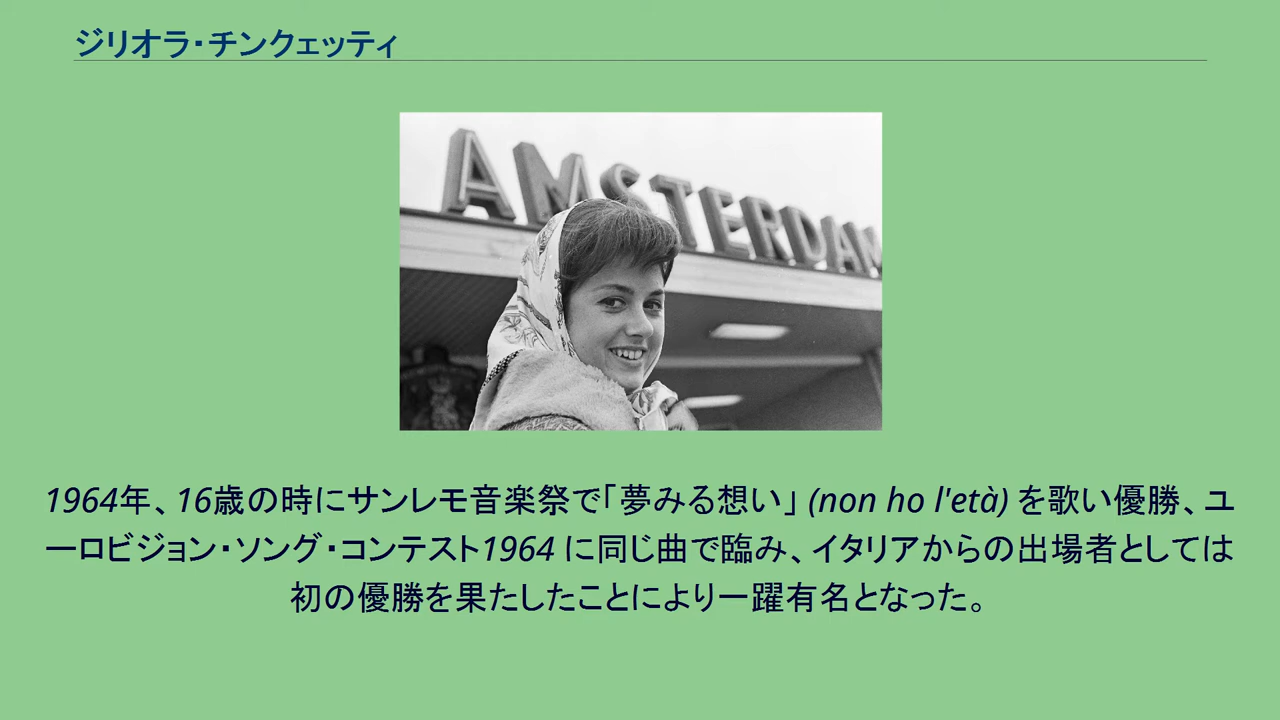 ジリオラ・チンクェッティ
AMSTERDAM
1964年、16歳の時にサンレモ音楽祭で「夢みる想い」 (non ho l'età) を歌い優勝、ユ
ーロビジョン・ソング・コンテスト1964 に同じ曲で臨み、イタリアからの出場者としては
初の優勝を果たしたことにより一躍有名となった。